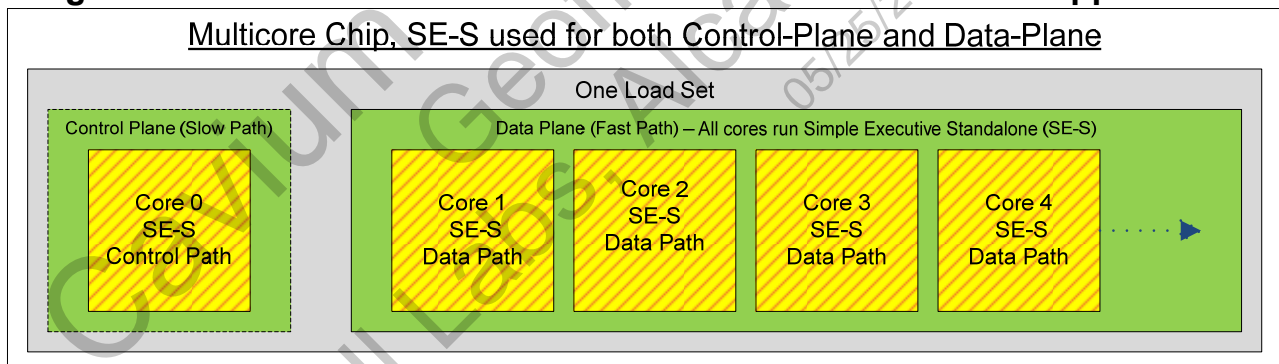 Multicore Chip, SE-S used for both Control-Plane and Data-Plane
One Load Set
Control Plane (Slow Path)
Data Plane (Fast Path) – All cores run Simple Executive Standalone (SE-S)
Core 0
SE-S
Control Path
Core 1
SE-S
Data Path
Core 2
SE-S
Data Path
Core 3
SE-S
Data Path
Core 4
SE-S
Data Path
Cavium
Labs,